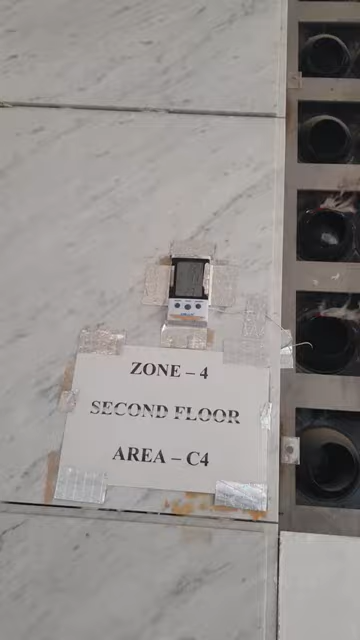 ZONE – 4
SECOND FLOOR
AREA – C4